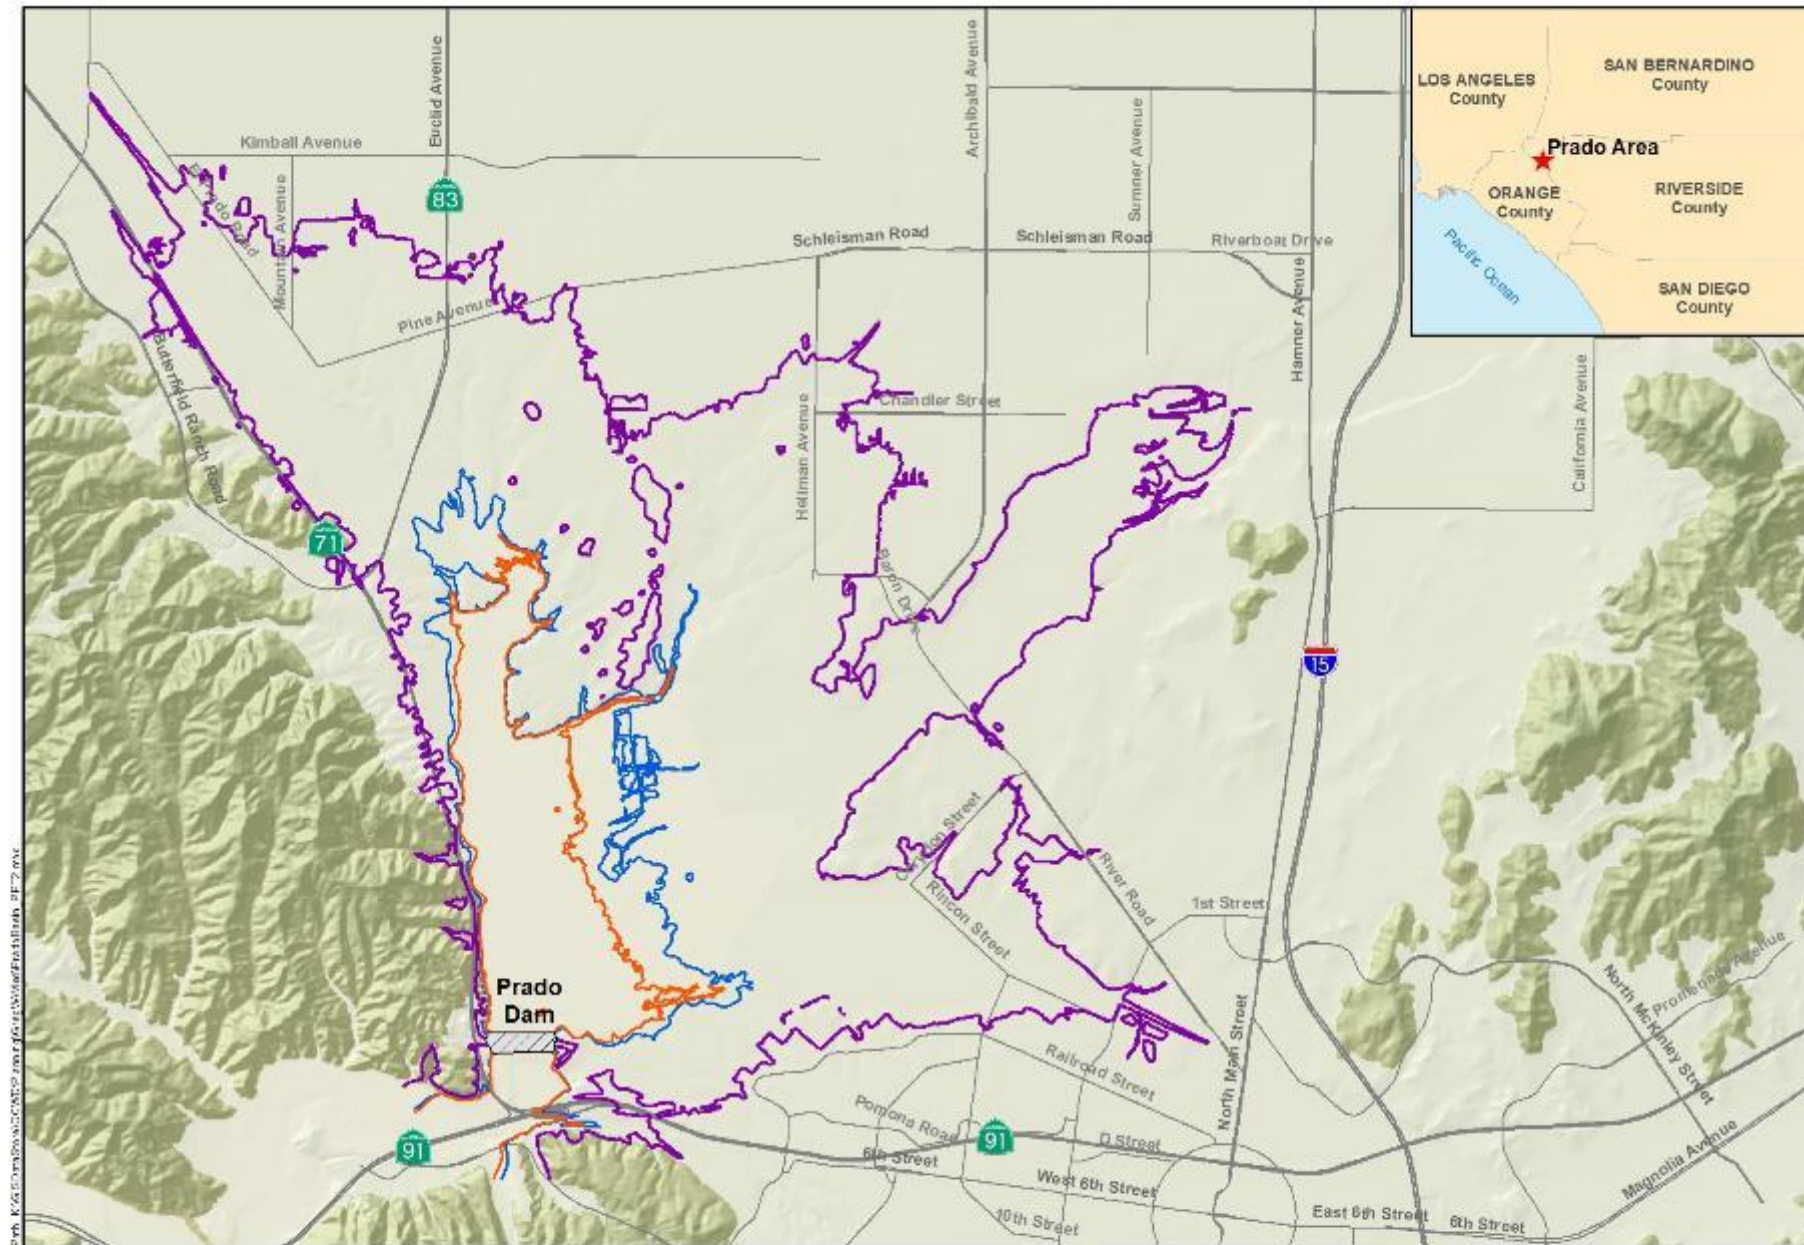 Euclid Avenue
Archibald Avenue
LOS ANGELES
County
SAN BERNARDINO
County
Kimball Avenue
Sumner Avenue
Prado Area
83
Mountain Avenue
ORANGE
County
RIVERSIDE
County
Schleisman Road
Schleisman Road
Riverboat Drive
Pacific Ocean
Pine Avenue
Hamner Avenue
SAN DIEGO
County
Butterfield Ranch Road
Chandler Street
California Avenue
Hellman Avenue
71
Baron Drive
15
Corydon Street
River Road
Rincon Street
1st Street
Prado
Dam
North McKinley Street
Promenade Avenue
Railroad Street
North Main Street
Pomona Road
91
91
D Street
6th Street
West 6th Street
Magnolia Avenue
10th Street
East 6th Street
6th Street